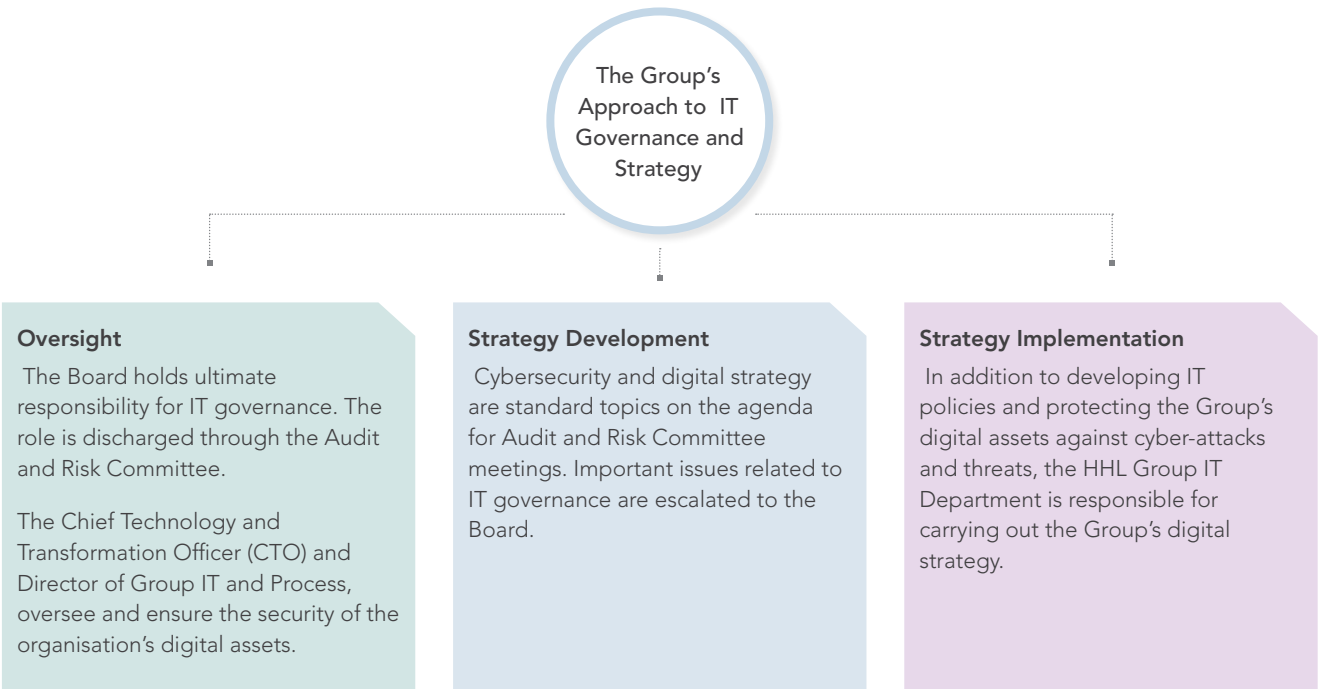 The Group's
Approach to  IT
Governance and
Strategy
Oversight
The Board holds ultimate
responsibility for IT governance. The
role is discharged through the Audit
and Risk Committee.
The Chief Technology and
Transformation Officer (CTO) and
Director of Group IT and Process,
oversee and ensure the security of the
organisation's digital assets.
Strategy Development
Cybersecurity and digital strategy
are standard topics on the agenda
for Audit and Risk Committee
meetings. Important issues related to
IT governance are escalated to the
Board.
Strategy Implementation
In addition to developing IT
policies and protecting the Group's
digital assets against cyber-attacks
and threats, the HHL Group IT
Department is responsible for
carrying out the Group's digital
strategy.